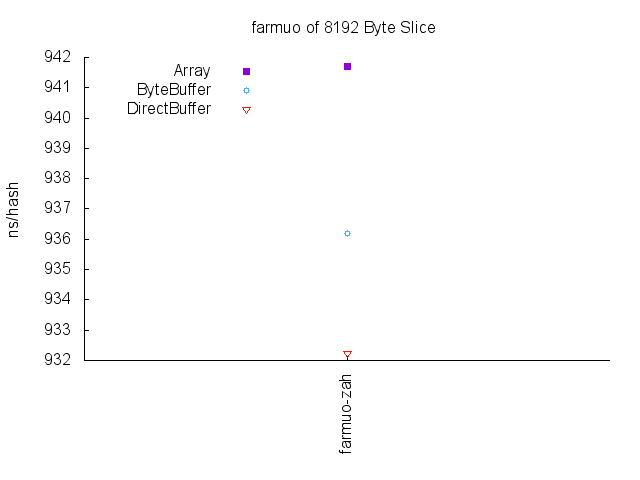 farmuo of 8192 Byte Slice
942
941
940
939
938
937
936
935
934
933
932
ns/hash
Array
ByteBuffer
DirectBuffer
farmuo-zah